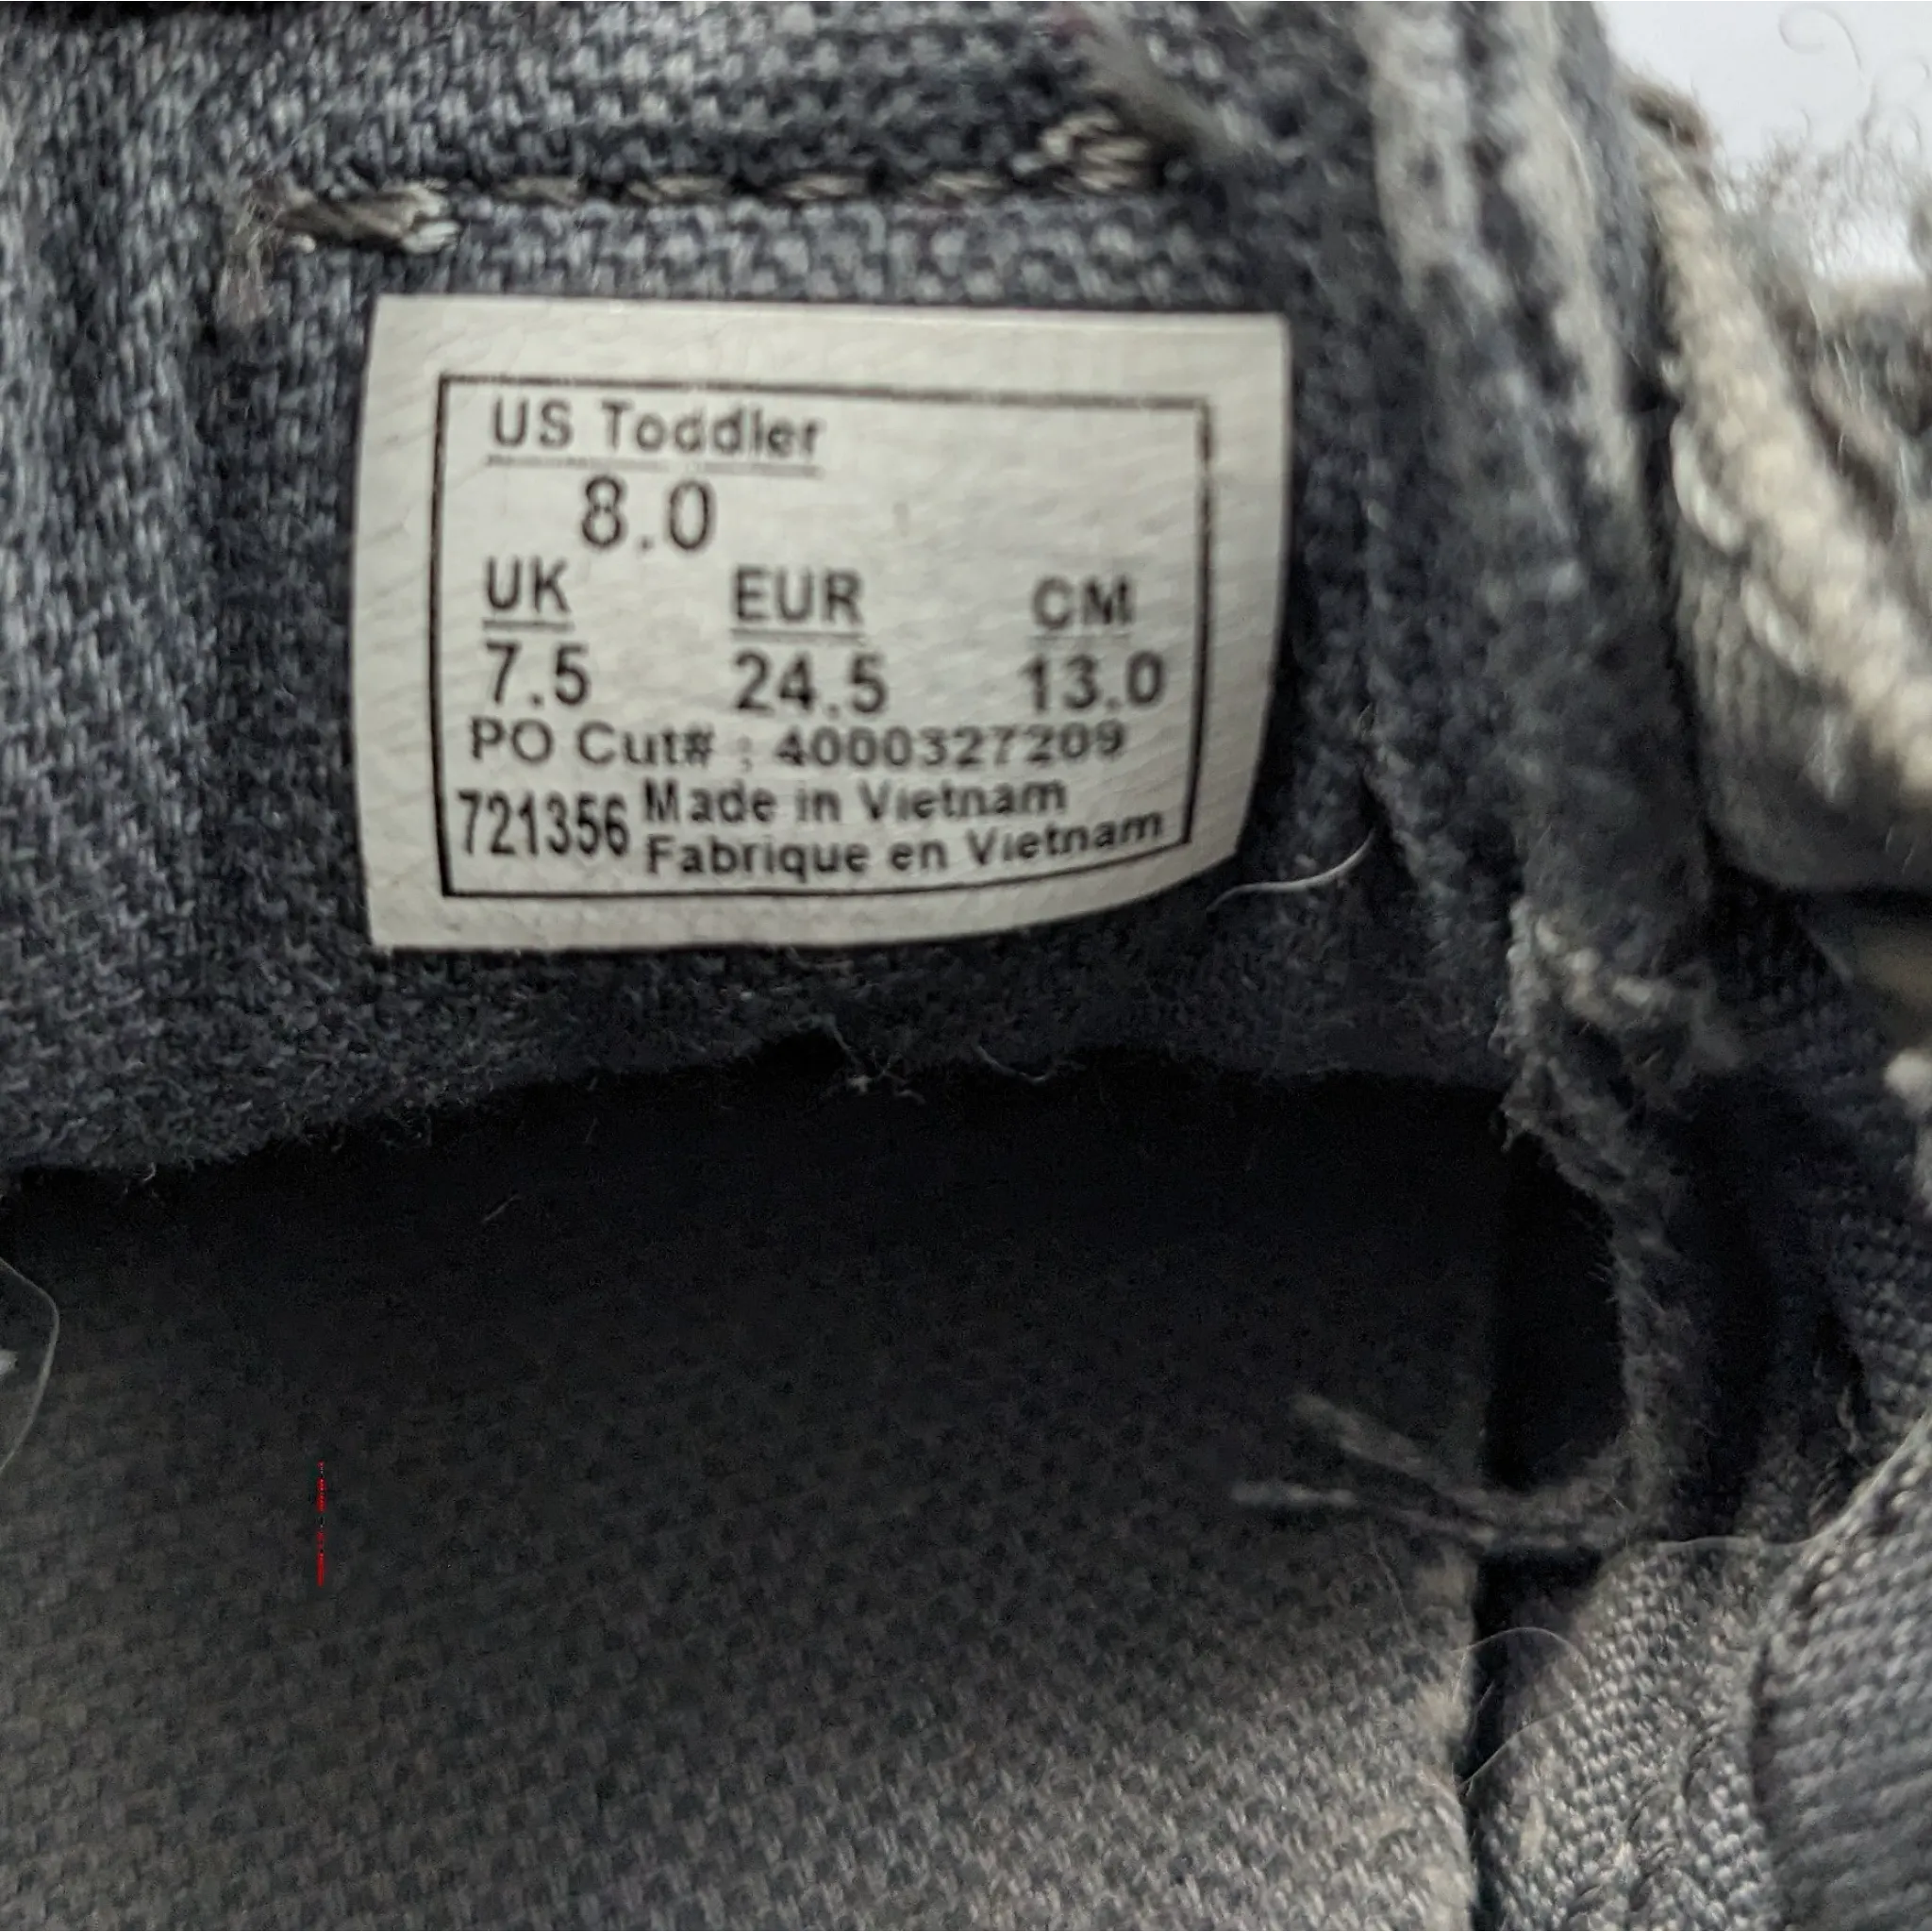 US Toddler
8.0
UK EUR CM
7.5 24.5 13.0
PO Cut# : 4000327209
721356 Made in Vietnam
Fabrique en Vietnam